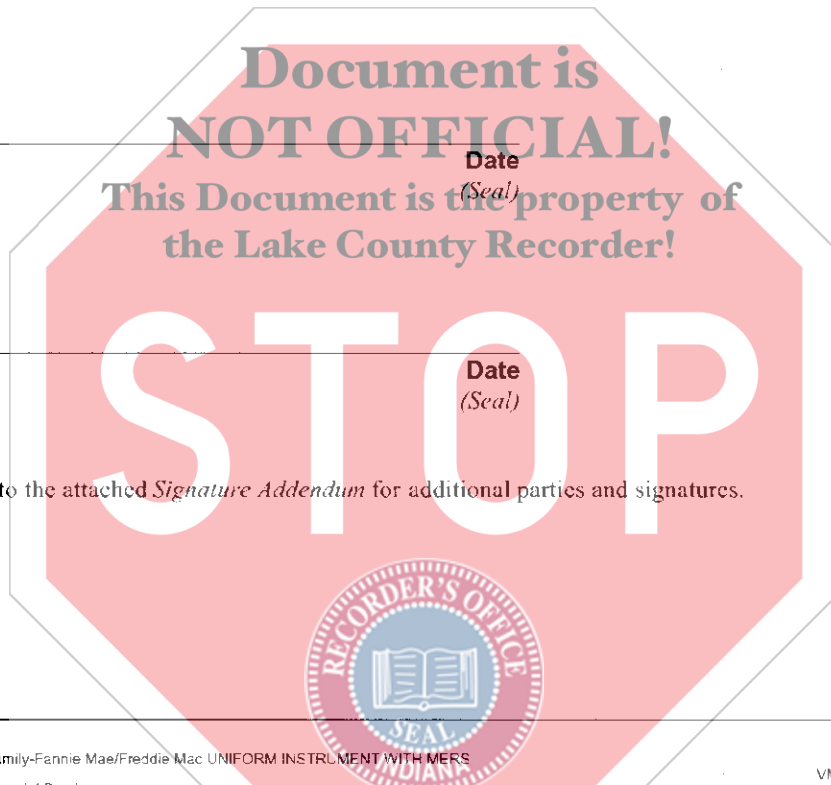 Document is
NOT OFFICIAL!
Date
This Document is the property of
(Seal)
the Lake County Recorder!
STOP
Date
(Seal)
to the attached Signature Addendum for additional parties and signatures.
RECORDER'S OFFICE
SEAL
INDIANA
mily-Fannie Mae/Freddie Mac UNIFORM INSTRUMENT WITH MERS